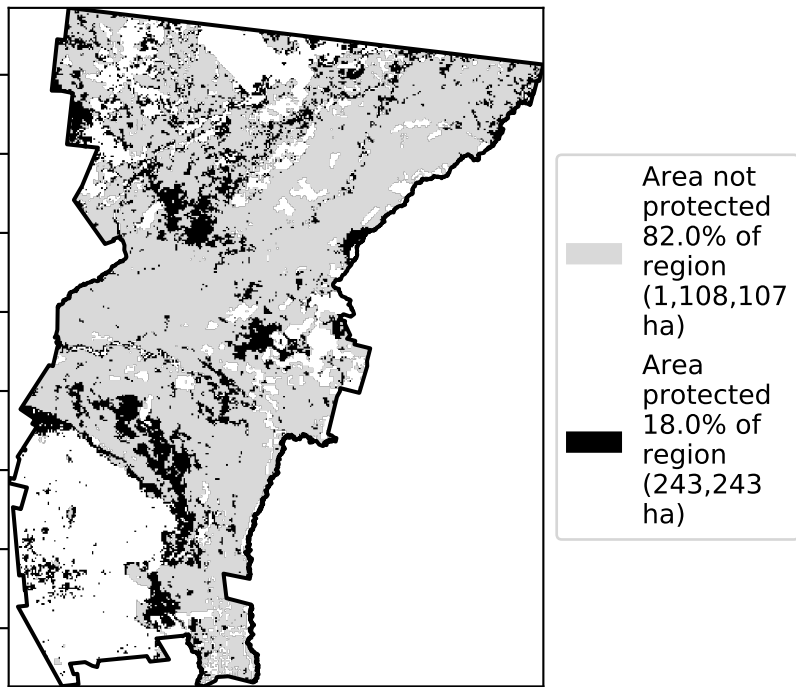 Area not
protected
82.0% of
region
(1,108,107
ha)
Area
protected
18.0% of
region
(243,243
ha)